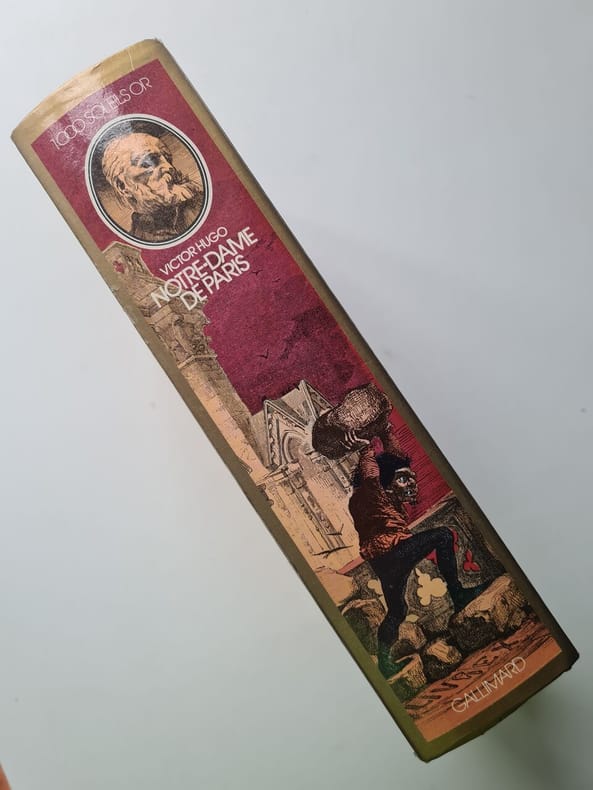 1000 SOLEILS OR
VICTOR HUGO
NOTRE-DAME
DE PARIS
GALLIMARD